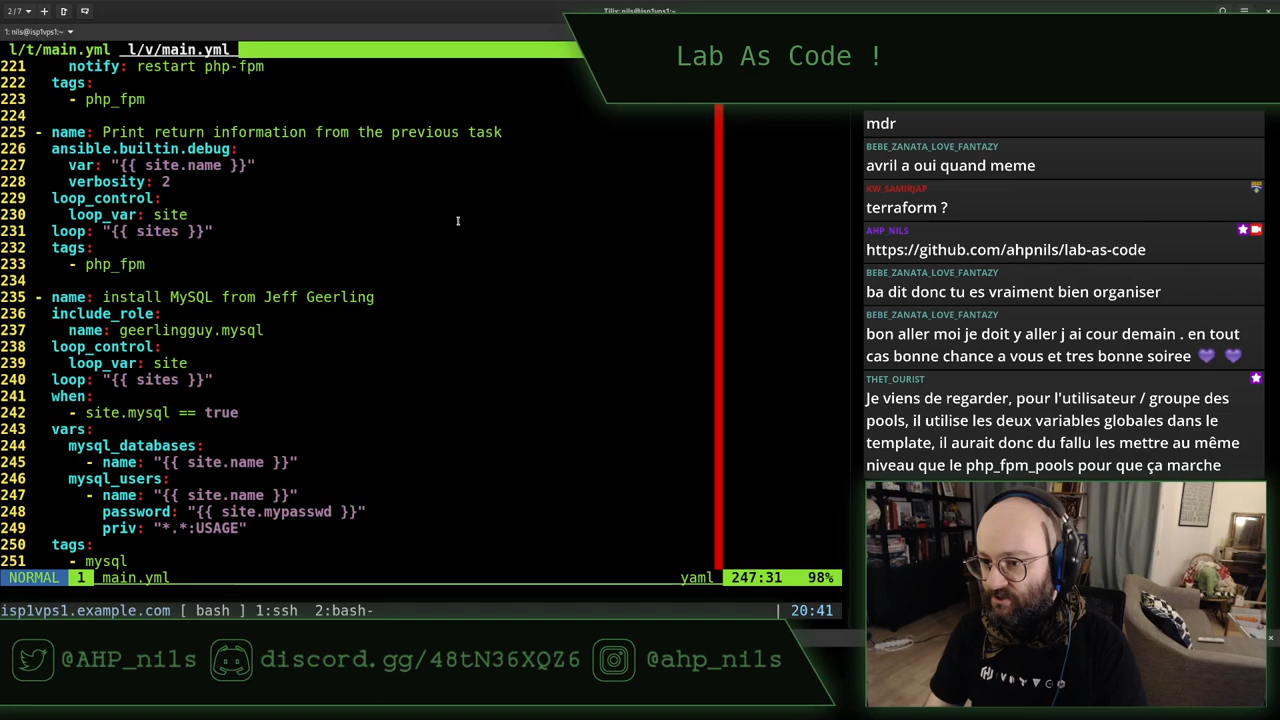 2/7
Tilix: nils@isp1vps1:~
1: nils@isp1vps1:~
l/t/main.yml  l/v/main.yml
221       notify: restart php-fpm
222     tags:
223       - php_fpm
224
225 - name: Print return information from the previous task
226   ansible.builtin.debug:
227     var: "{{ site.name }}"
228     verbosity: 2
229   loop_control:
230     loop_var: site
231   loop: "{{ sites }}"
232   tags:
233     - php_fpm
234
235 - name: install MySQL from Jeff Geerling
236   include_role:
237     name: geerlingguy.mysql
238   loop_control:
239     loop_var: site
240   loop: "{{ sites }}"
241   when:
242     - site.mysql == true
243   vars:
244     mysql_databases:
245       - name: "{{ site.name }}"
246     mysql_users:
247       - name: "{{ site.name }}"
248         password: "{{ site.mypasswd }}"
249         priv: "*.*:USAGE"
250   tags:
251     - mysql
NORMAL 1 main.yml yaml 247:31 98%
isp1vps1.example.com [ bash ] 1:ssh  2:bash- | 20:41
Lab As Code !
mdr
BEBE_ZANATA_LOVE_FANTAZY
avril a oui quand meme
KW_SAMIRJAP
terraform ?
AHP_NILS
https://github.com/ahpnils/lab-as-code
BEBE_ZANATA_LOVE_FANTAZY
ba dit donc tu es vraiment bien organiser
BEBE_ZANATA_LOVE_FANTAZY
bon aller moi je doit y aller j ai cour demain . en tout
cas bonne chance a vous et tres bonne soiree 💜 💜
THET_OURIST
Je viens de regarder, pour l'utilisateur / groupe des
pools, il utilise les deux variables globales dans le
template, il aurait donc du fallu les mettre au même
niveau que le php_fpm_pools pour que ça marche
@AHP_nils discord.gg/48tN36XQZ6 @ahp_nils